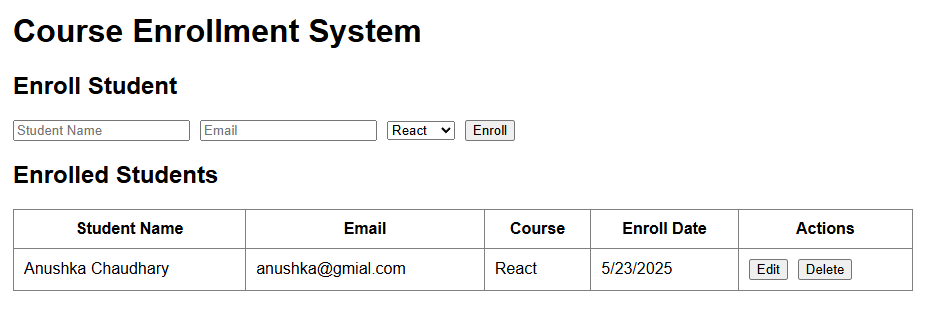 Course Enrollment System
Enroll Student
Student Name Email React Enroll
Enrolled Students
Student Name Email Course Enroll Date Actions
Anushka Chaudhary anushka@gmial.com React 5/23/2025 Edit Delete